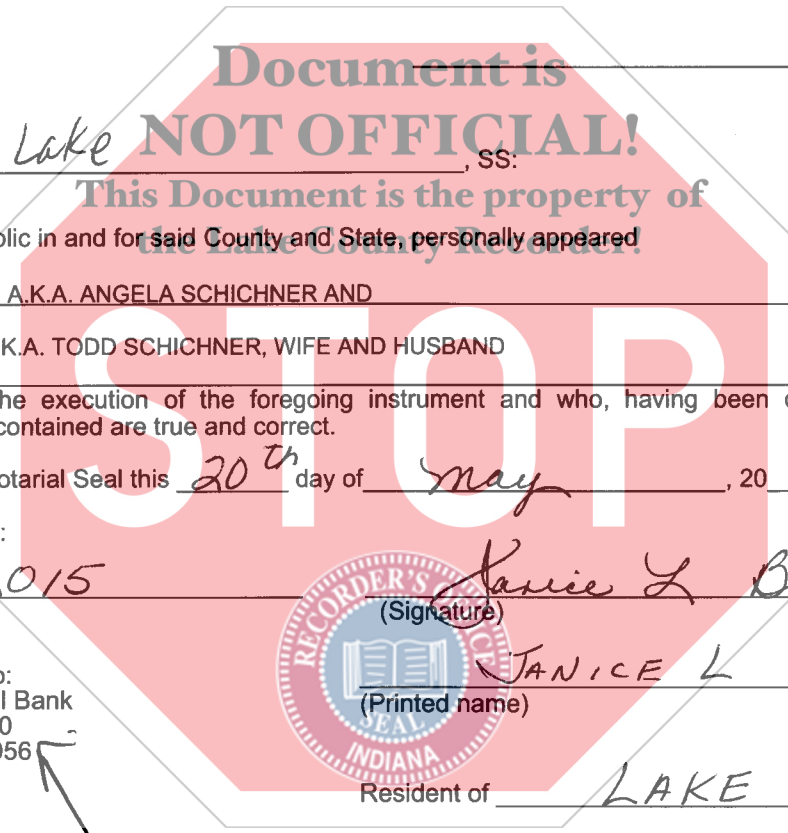 Document is
Lake NOT OFFICIAL!
, SS:
This Document is the property of
the Lake County Recorder!
olic in and for said County and State, personally appeared
A.K.A. ANGELA SCHICHNER AND
K.A. TODD SCHICHNER, WIFE AND HUSBAND
STOP
he execution of the foregoing instrument and who, having been
contained are true and correct.
otarial Seal this 20th day of May, 20
:
015
Janice L B
(Signature)
RECORDER'S OFFICE
SEAL
INDIANA
JANICE L
(Printed name)
o:
l Bank
0
056
Resident of LAKE